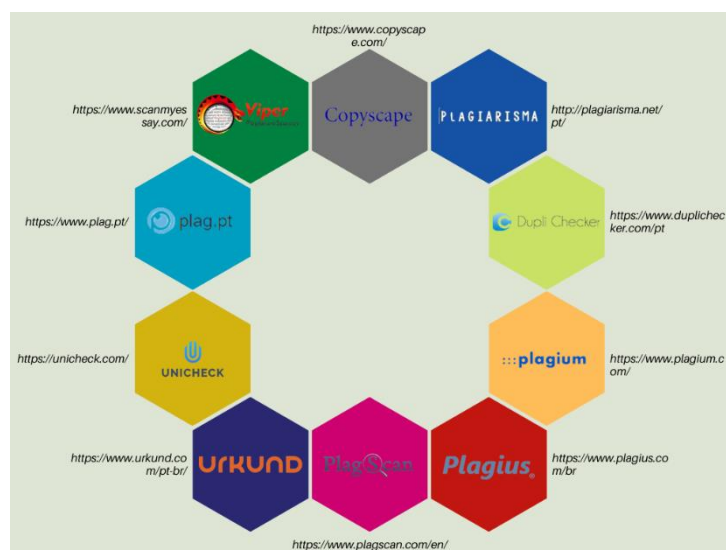 https://www.copyscap
e.com/
https://www.scanmyes
say.com/
Viper
Copyscape
PLAGIARISMA
http://plagiarisma.net/
pt/
https://www.plag.pt/
plag.pt
Dupli Checker
https://www.duplichec
ker.com/pt
https://unicheck.com/
UNICHECK
:::plagium
https://www.plagium.c
om/
https://www.urkund.co
m/pt-br/
URKUND
PlagScan
Plagius®
https://www.plagius.co
m/br
https://www.plagscan.com/en/